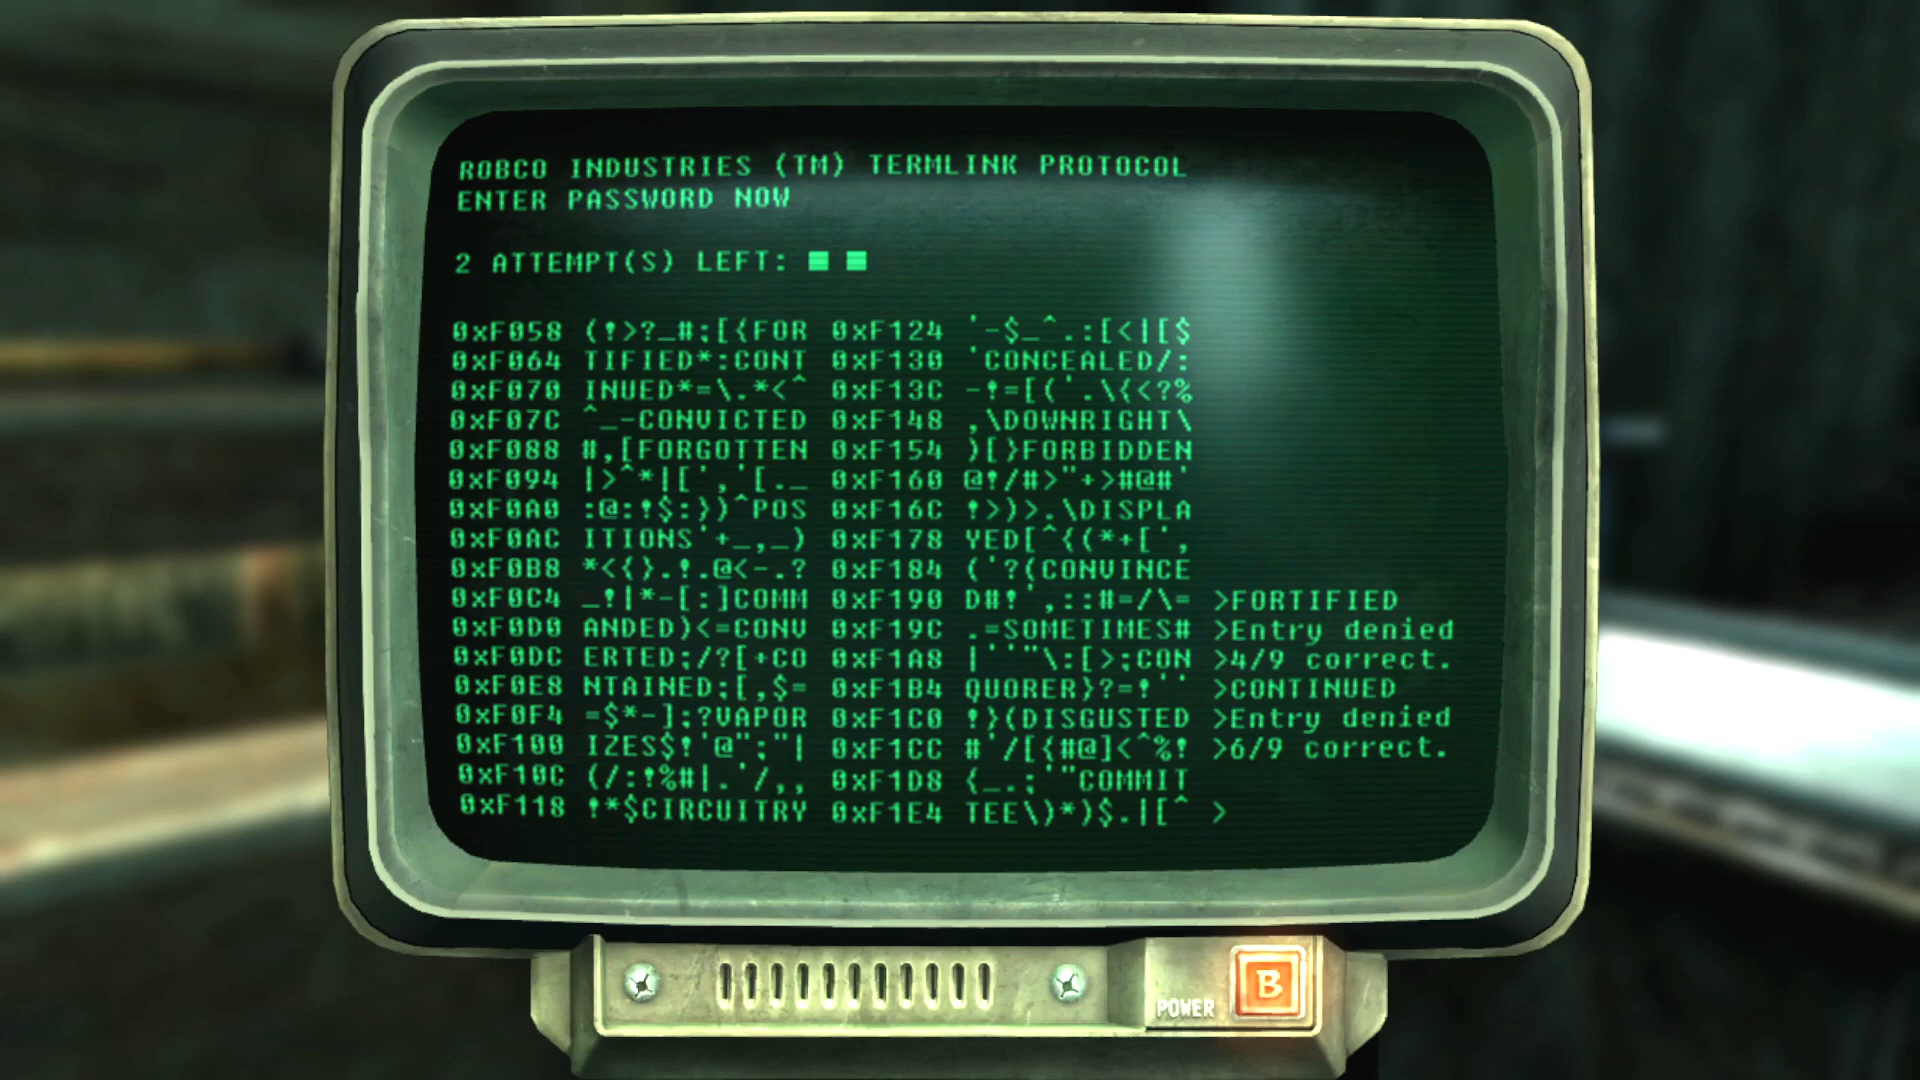 ROBCO INDUSTRIES (TM) TERMLINK PROTOCOL
ENTER PASSWORD NOW
2 ATTEMPT(S) LEFT: ■ ■
0xF058 (!>?_#;[{FOR 0xF124 '-$_^.:[<|[$
0xF064 TIFIED*:CONT 0xF130 'CONCEALED/:
0xF070 INUED*=\.*<^ 0xF13C -!=[('.\{<?%
0xF07C ^_-CONVICTED 0xF148 ,\DOWNRIGHT\
0xF088 #,[FORGOTTEN 0xF154 )[}FORBIDDEN
0xF094 |>^*|[','[._ 0xF160 @!/#>"+>#@#'
0xF0A0 :@:!$:})^POS 0xF16C !>)>.\DISPLA
0xF0AC ITIONS'+_,_) 0xF178 YED[^{(*+[',
0xF0B8 *<{}.!.@<-.? 0xF184 ('?(CONVINCE
0xF0C4 _!|*-[:]COMM 0xF190 D#!',::#=/\= >FORTIFIED
0xF0D0 ANDED}<=CONV 0xF19C .=SOMETIMES# >Entry denied
0xF0DC ERTED;/?[+CO 0xF1A8 |''"\:[>;CON >4/9 correct.
0xF0E8 NTAINED;[,$= 0xF1B4 QUORER}?=!'' >CONTINUED
0xF0F4 =$*-];?VAPOR 0xF1C0 !}(DISGUSTED >Entry denied
0xF100 IZES$!'@";"| 0xF1CC #'/[{#@]<^%! >6/9 correct.
0xF10C (/:!%#|.'/,, 0xF1D8 {_.;'"COMMIT
0xF118 !*$CIRCUITRY 0xF1E4 TEE\)*)$.|[^ >
POWER
B